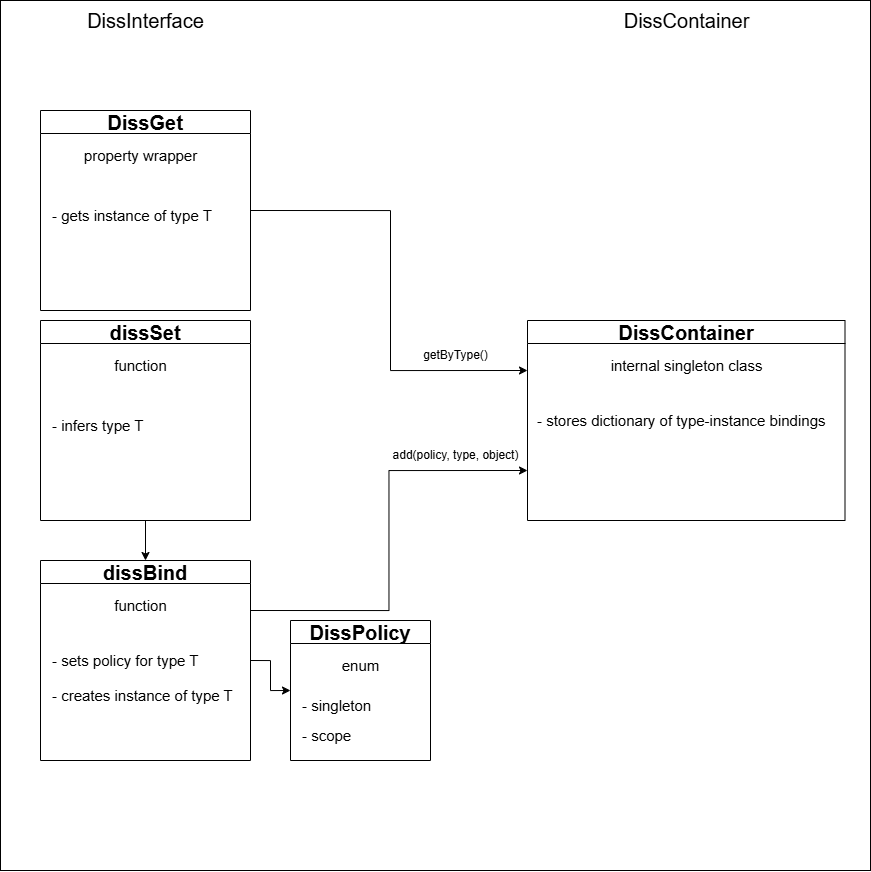 DissInterface
DissContainer
DissGet
property wrapper
- gets instance of type T
dissSet
function
- infers type T
getByType()
DissContainer
internal singleton class
- stores dictionary of type-instance bindings
add(policy, type, object)
dissBind
function
- sets policy for type T
- creates instance of type T
DissPolicy
enum
- singleton
- scope